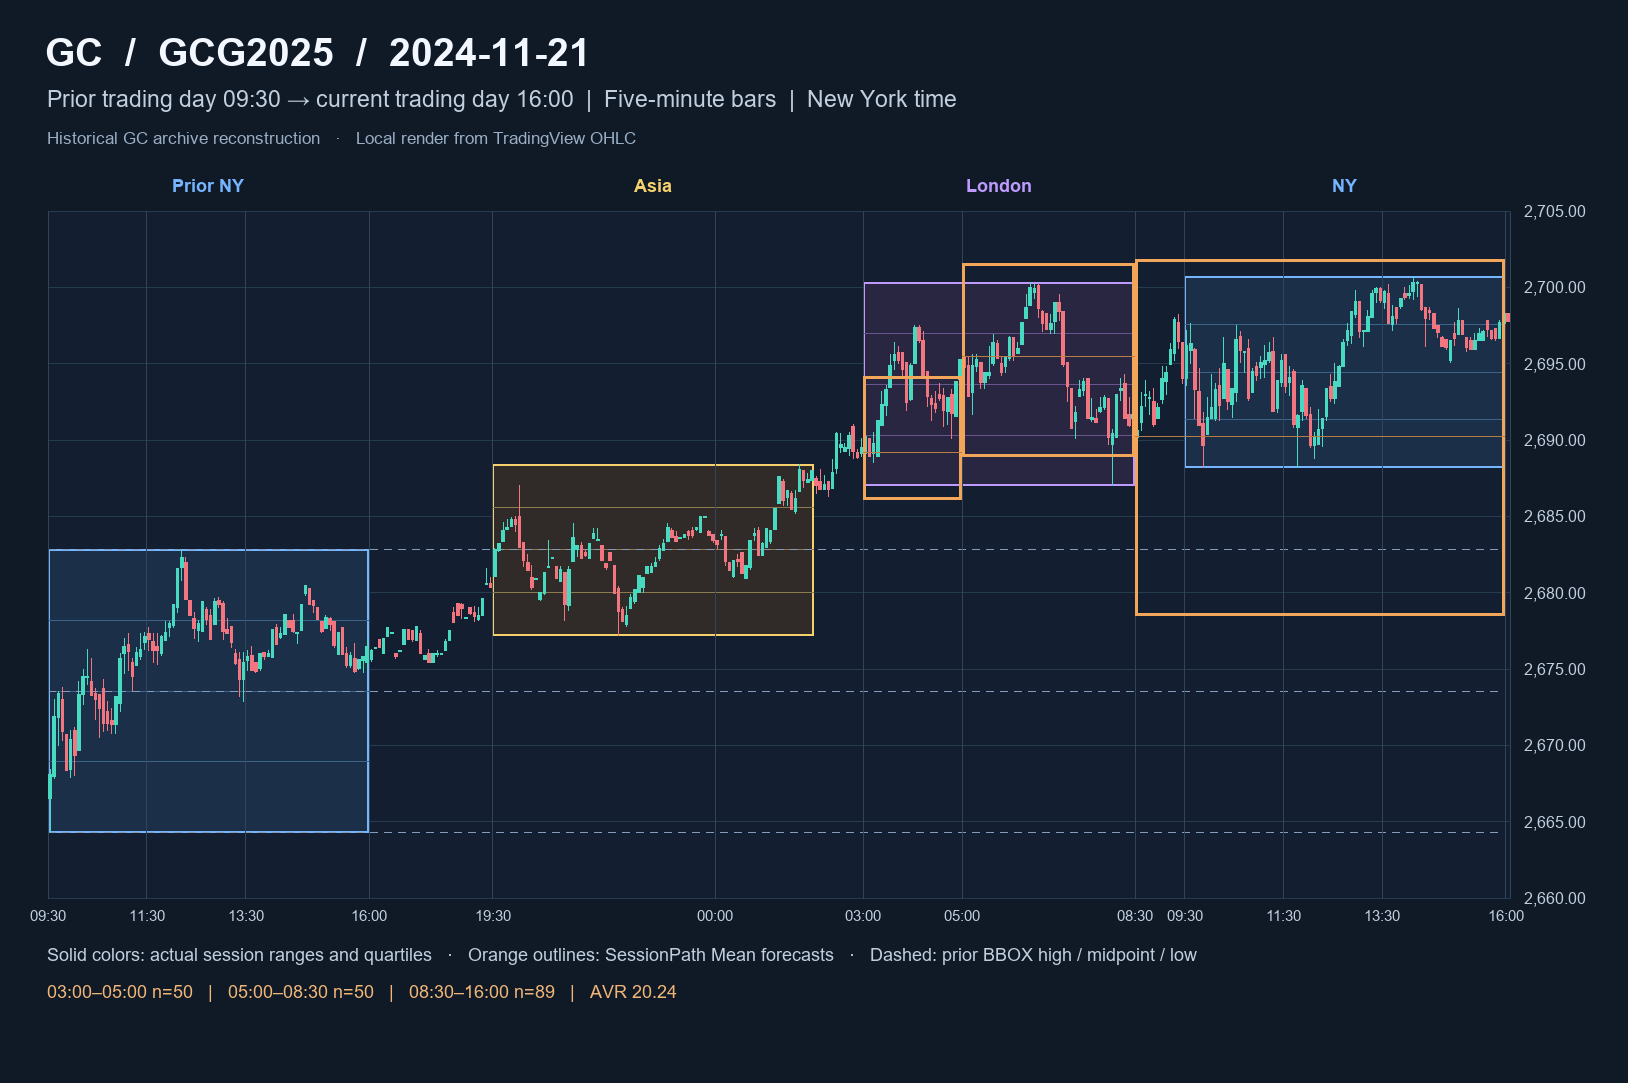 GC / GCG2025 / 2024-11-21
Prior trading day 09:30 → current trading day 16:00 | Five-minute bars | New York time
Historical GC archive reconstruction · Local render from TradingView OHLC
Prior NY Asia London NY
2,705.00
2,700.00
2,695.00
2,690.00
2,685.00
2,680.00
2,675.00
2,670.00
2,665.00
2,660.00
09:30 11:30 13:30 16:00 19:30 00:00 03:00 05:00 08:30 09:30 11:30 13:30 16:00
Solid colors: actual session ranges and quartiles · Orange outlines: SessionPath Mean forecasts · Dashed: prior BBOX high / midpoint / low
03:00–05:00 n=50 | 05:00–08:30 n=50 | 08:30–16:00 n=89 | AVR 20.24